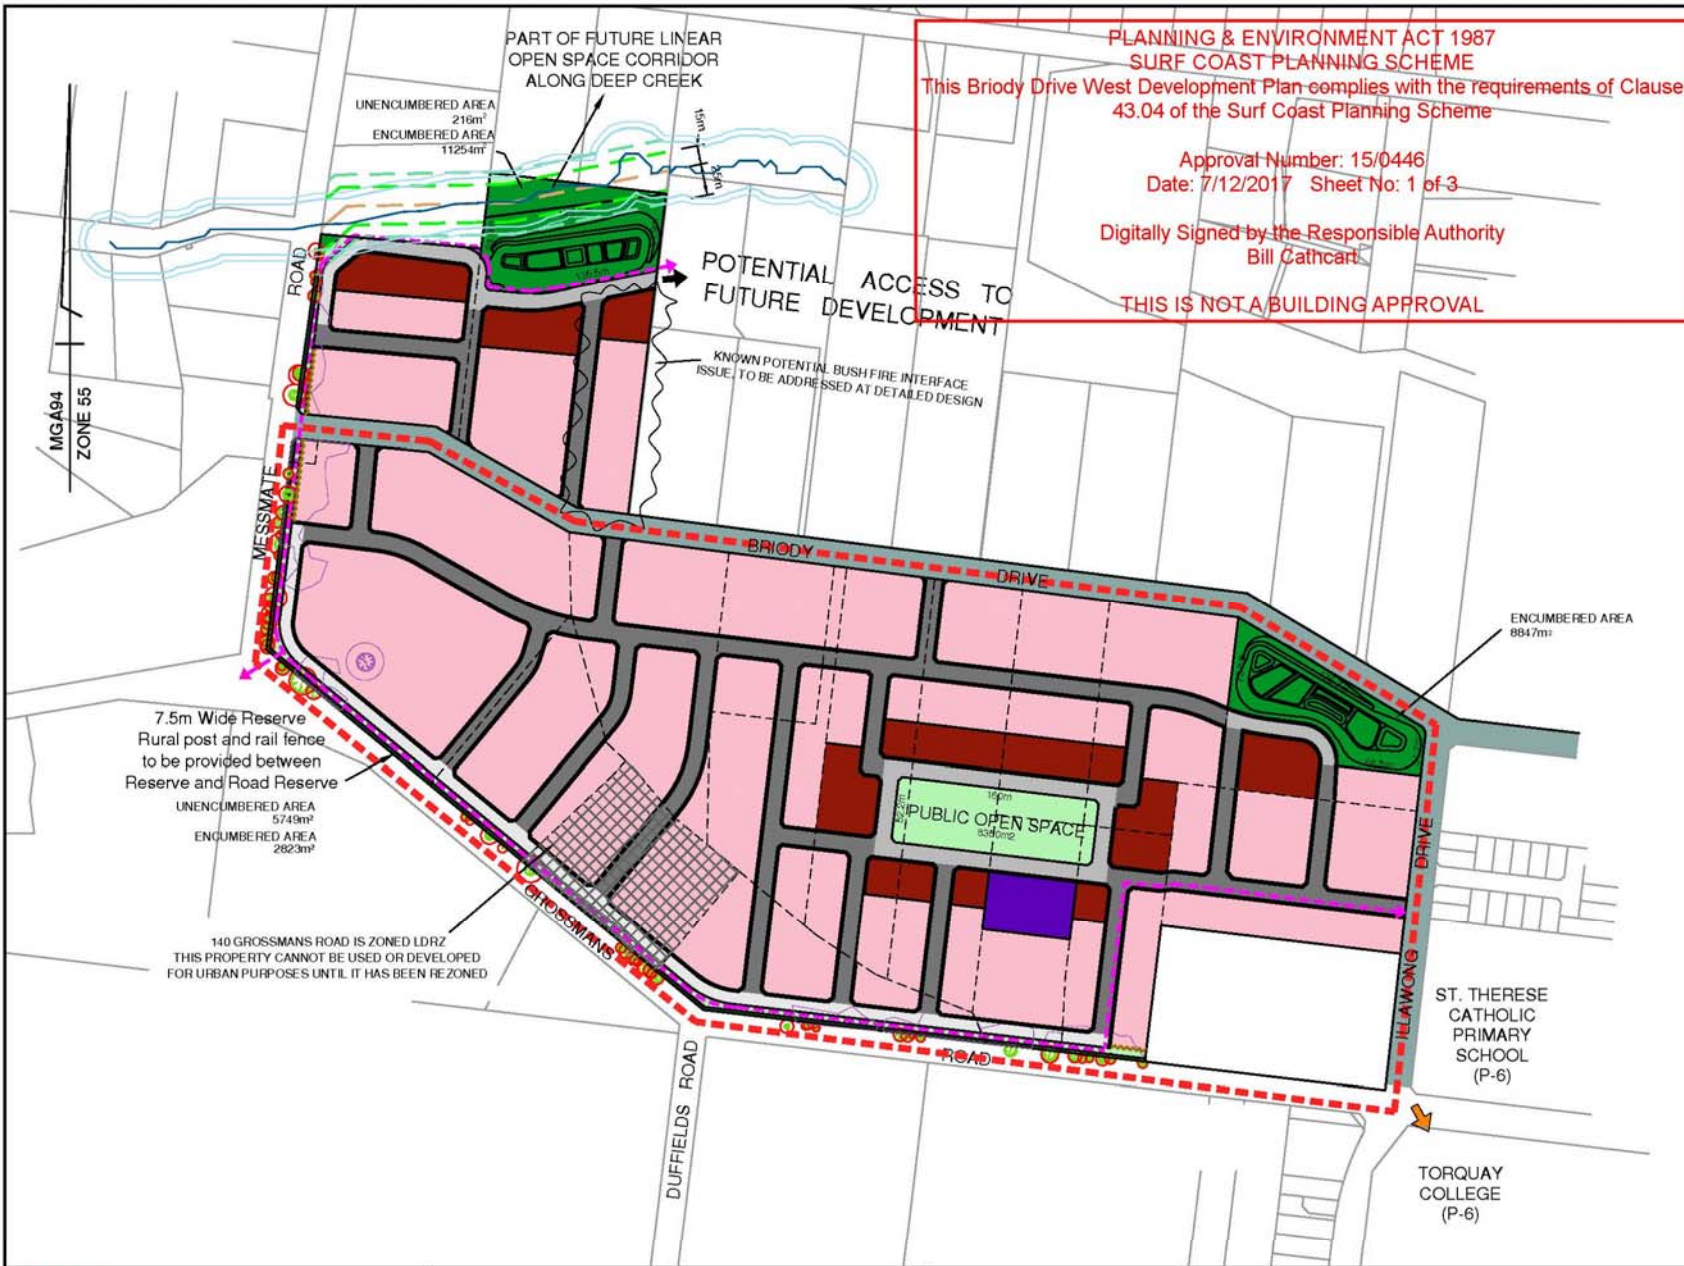 PLANNING & ENVIRONMENT ACT 1987
SURF COAST PLANNING SCHEME
This Briody Drive West Development Plan complies with the requirements of Clause
43.04 of the Surf Coast Planning Scheme
Approval Number: 15/0446
Date: 7/12/2017 Sheet No: 1 of 3
Digitally Signed by the Responsible Authority
Bill Cathcart
THIS IS NOT A BUILDING APPROVAL
PART OF FUTURE LINEAR
OPEN SPACE CORRIDOR
ALONG DEEP CREEK
UNENCUMBERED AREA
216m²
ENCUMBERED AREA
11254m²
15m
ROAD
139.5m
POTENTIAL ACCESS TO
FUTURE DEVELOPMENT
KNOWN POTENTIAL BUSH FIRE INTERFACE
ISSUE, TO BE ADDRESSED AT DETAILED DESIGN
MGA94
ZONE 55
MESSMATE
BRIODY
DRIVE
ENCUMBERED AREA
8847m²
7.5m Wide Reserve
Rural post and rail fence
to be provided between
Reserve and Road Reserve
UNENCUMBERED AREA
5749m²
ENCUMBERED AREA
2823m²
160m
52.2m
PUBLIC OPEN SPACE
8380m2
140 GROSSMANS ROAD IS ZONED LDRZ
THIS PROPERTY CANNOT BE USED OR DEVELOPED
FOR URBAN PURPOSES UNTIL IT HAS BEEN REZONED
GROSSMANS
ROAD
DUFFIELDS ROAD
ILLAWONG DRIVE
ST. THERESE
CATHOLIC
PRIMARY
SCHOOL
(P-6)
TORQUAY
COLLEGE
(P-6)